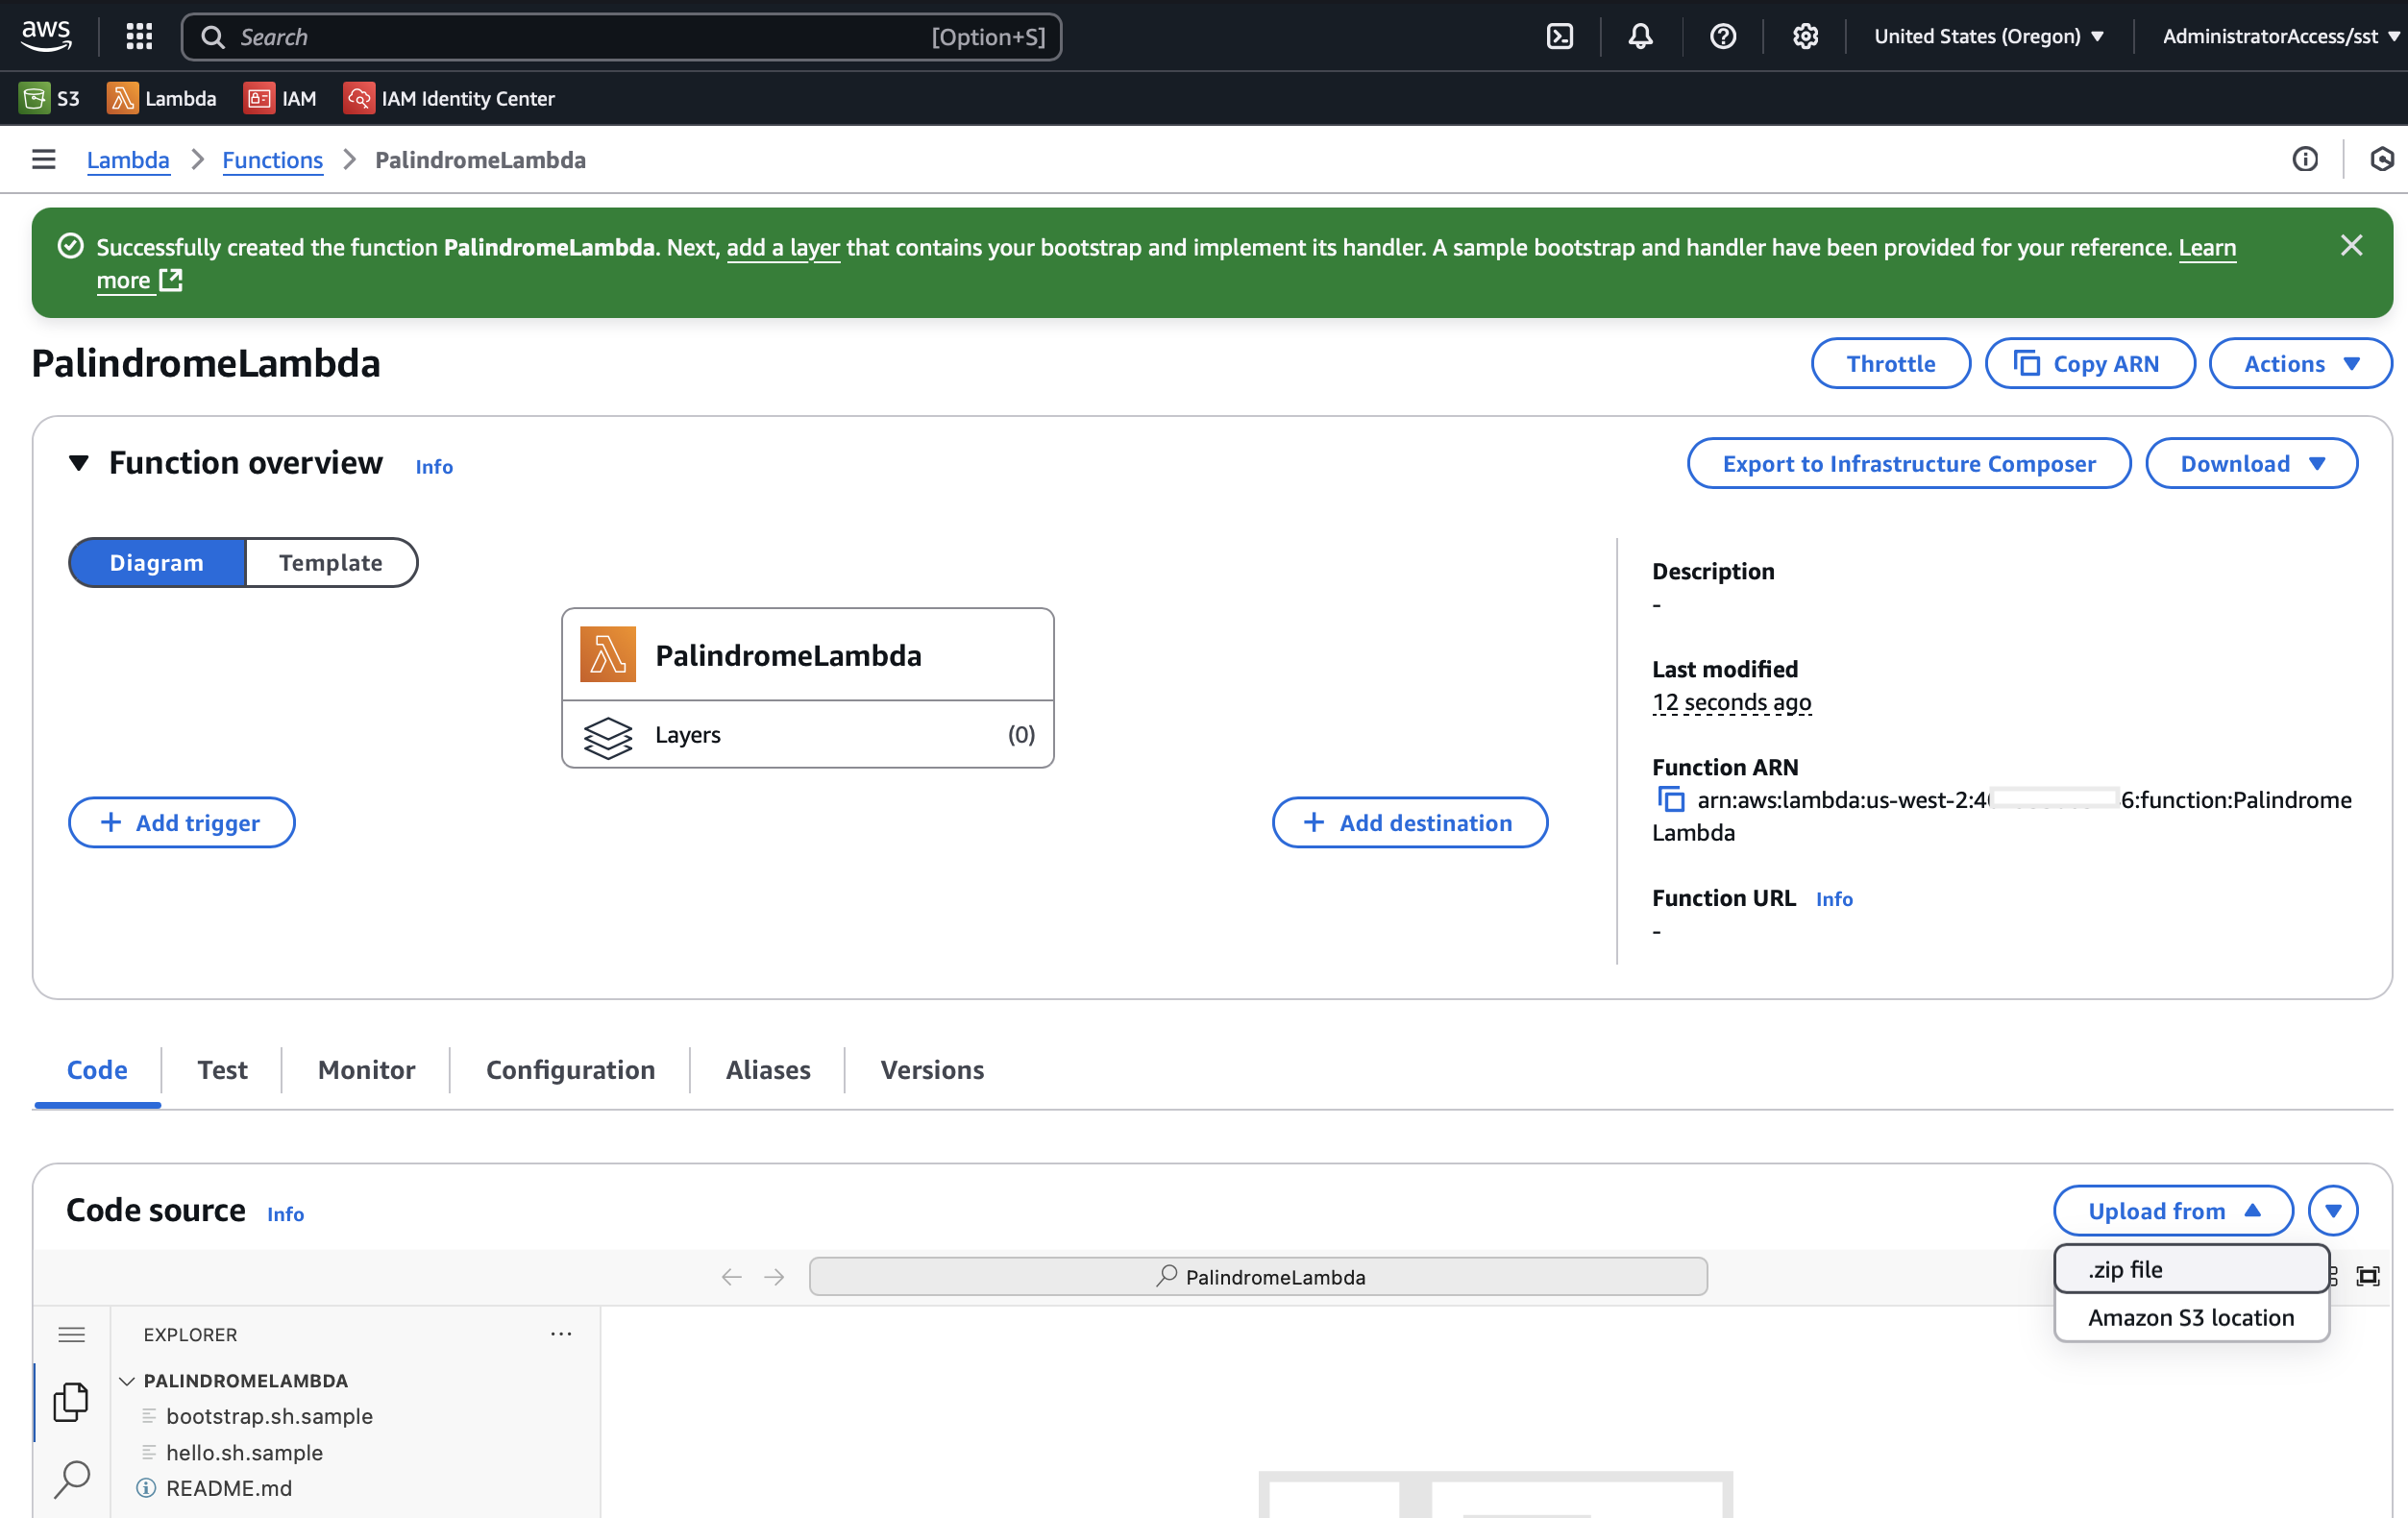 aws
Search [Option+S]
United States (Oregon) AdministratorAccess/sst
S3 Lambda IAM IAM Identity Center
Lambda Functions PalindromeLambda
Successfully created the function PalindromeLambda. Next, add a layer that contains your bootstrap and implement its handler. A sample bootstrap and handler have been provided for your reference. Learn
more
PalindromeLambda
Throttle Copy ARN Actions
Function overview Info
Export to Infrastructure Composer Download
Diagram Template
PalindromeLambda
Layers (0)
+ Add trigger
+ Add destination
Description
-
Last modified
12 seconds ago
Function ARN
arn:aws:lambda:us-west-2:4 6:function:Palindrome
Lambda
Function URL Info
-
Code Test Monitor Configuration Aliases Versions
Code source Info
Upload from
.zip file
Amazon S3 location
PalindromeLambda
EXPLORER ...
PALINDROMELAMBDA
bootstrap.sh.sample
hello.sh.sample
README.md